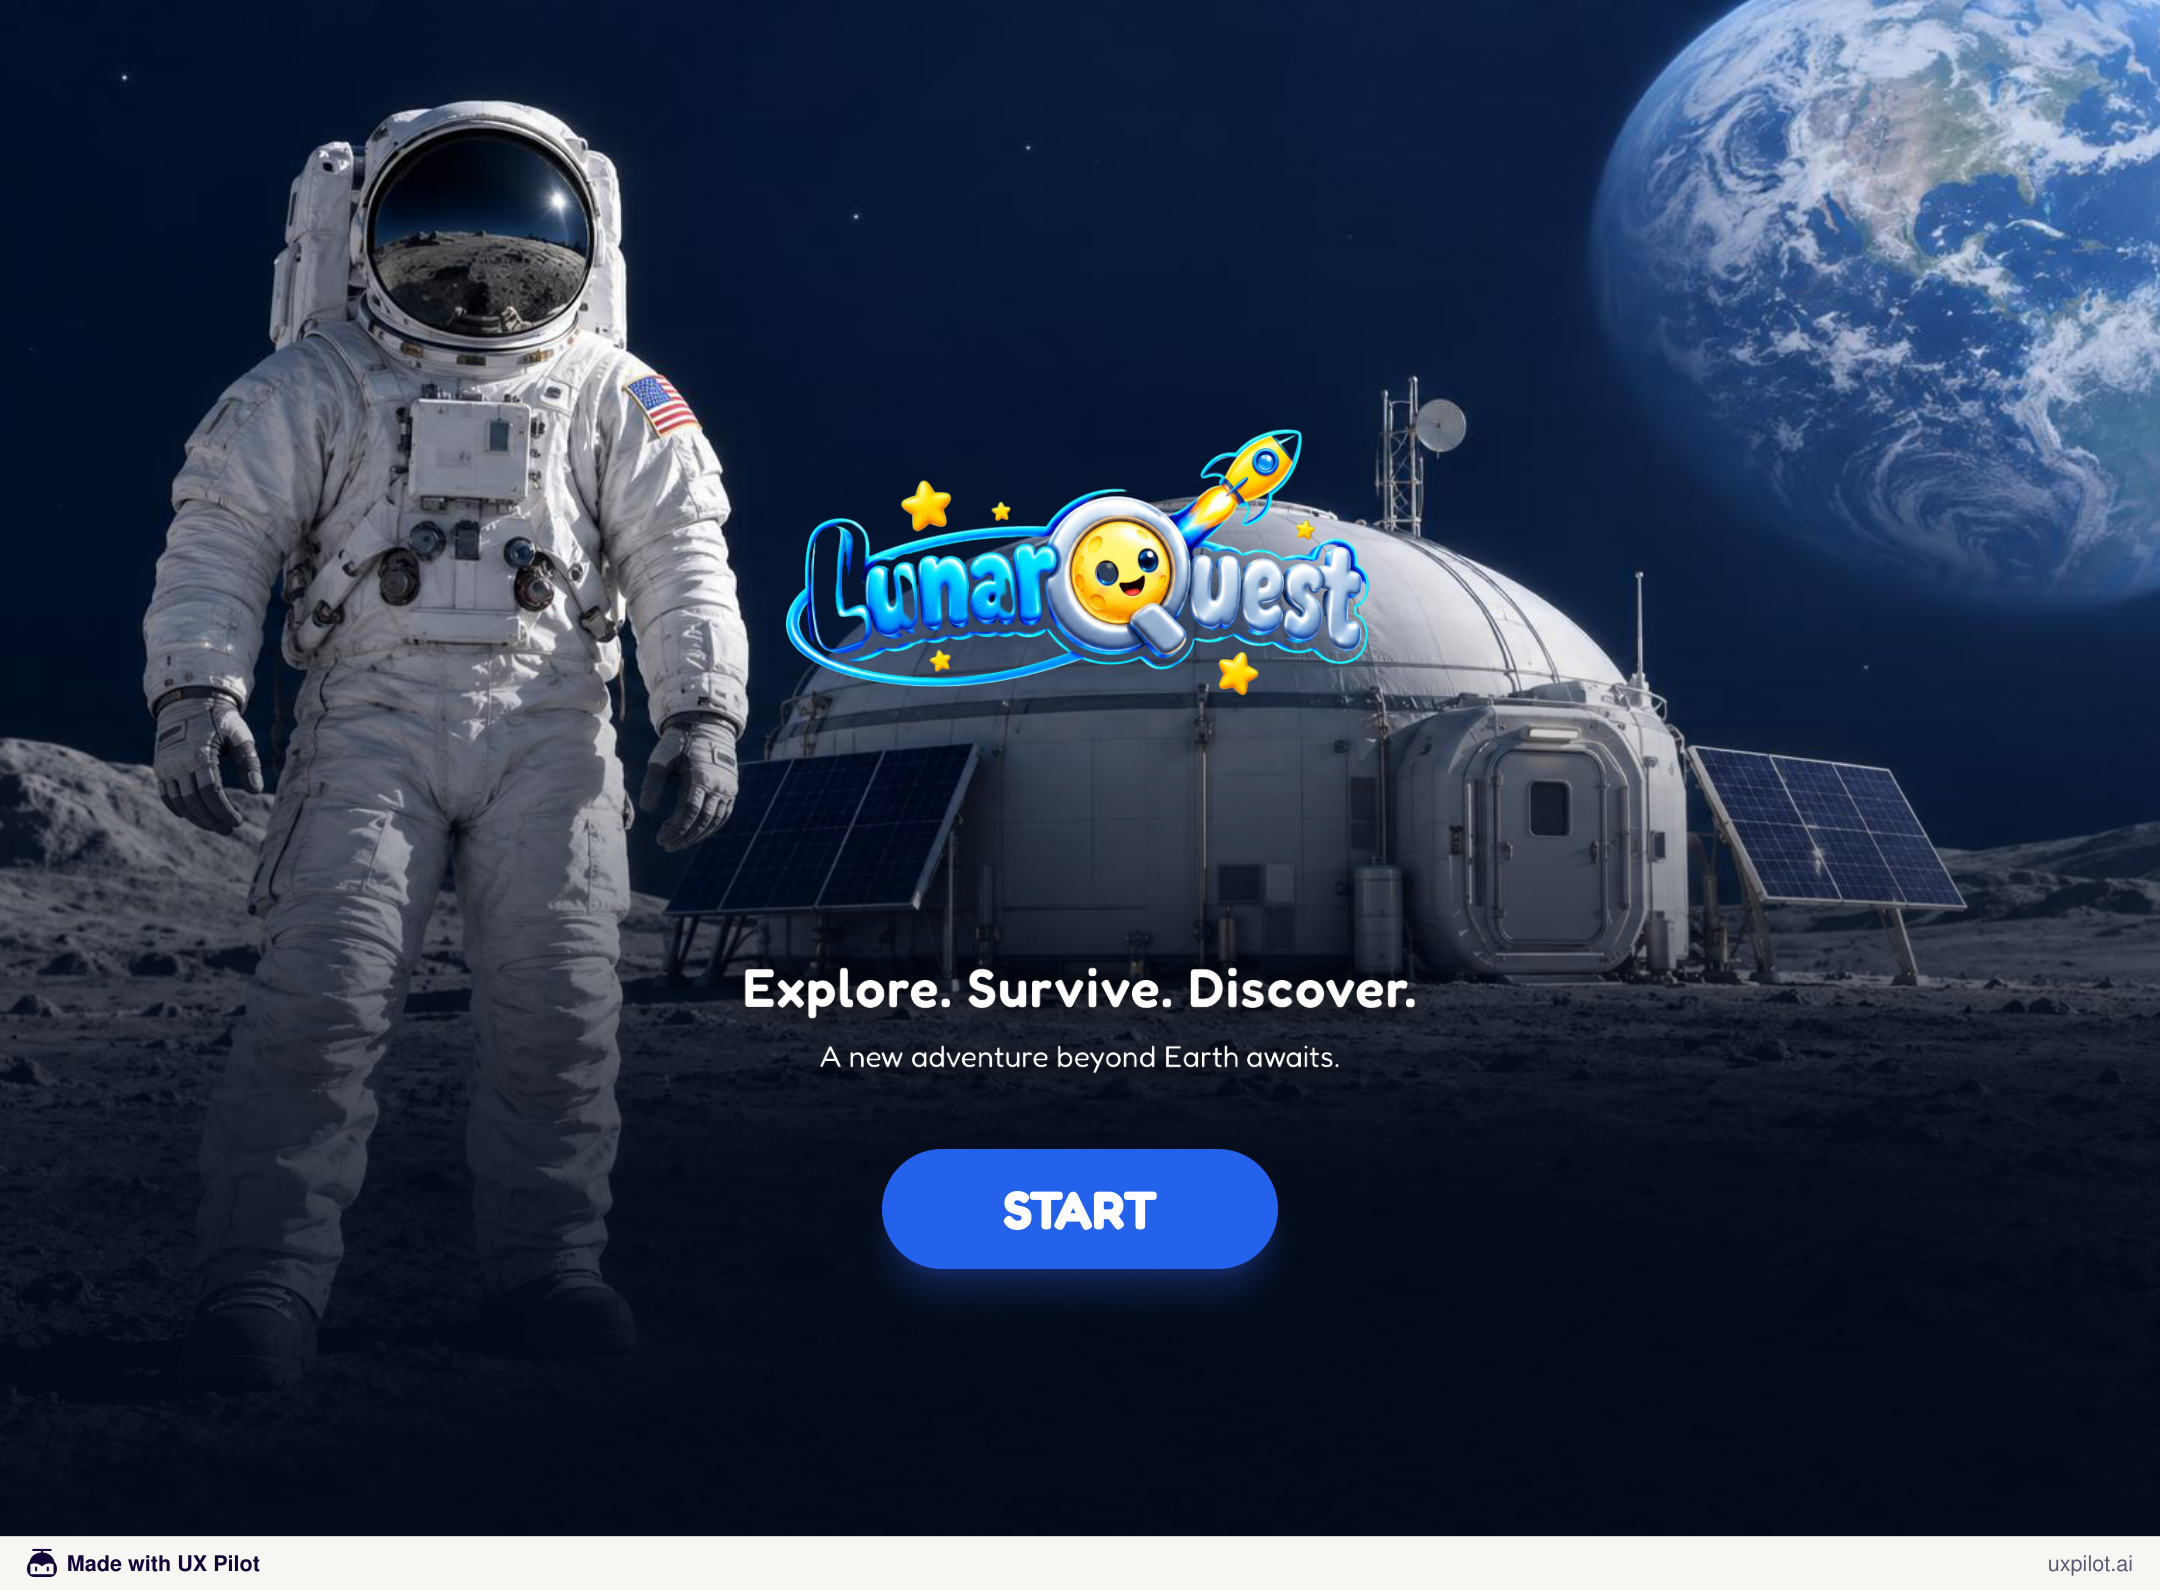 LunarQuest
Explore. Survive. Discover.
A new adventure beyond Earth awaits.
START
Made with UX Pilot
uxpilot.ai